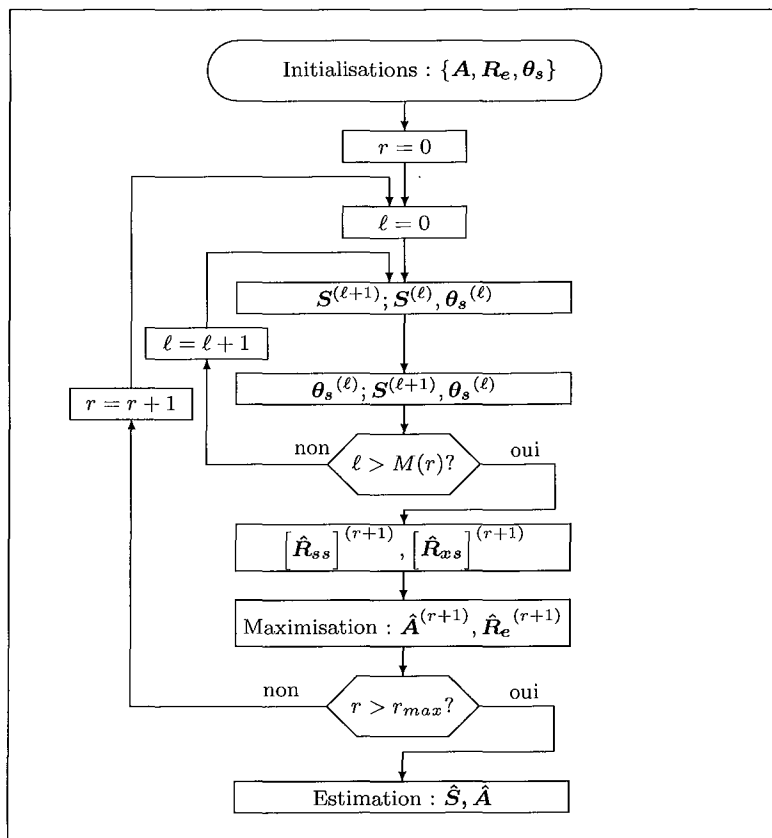 Initialisations : {A, R_e, θ_s}
r = 0
ℓ = 0
S^(ℓ+1); S^(ℓ), θ_s^(ℓ)
ℓ = ℓ + 1
θ_s^(ℓ); S^(ℓ+1), θ_s^(ℓ)
r = r + 1
non
ℓ > M(r)?
oui
[R̂_ss]^(r+1), [R̂_xs]^(r+1)
Maximisation : Â^(r+1), R̂_e^(r+1)
non
r > r_max?
oui
Estimation : Ŝ, Â